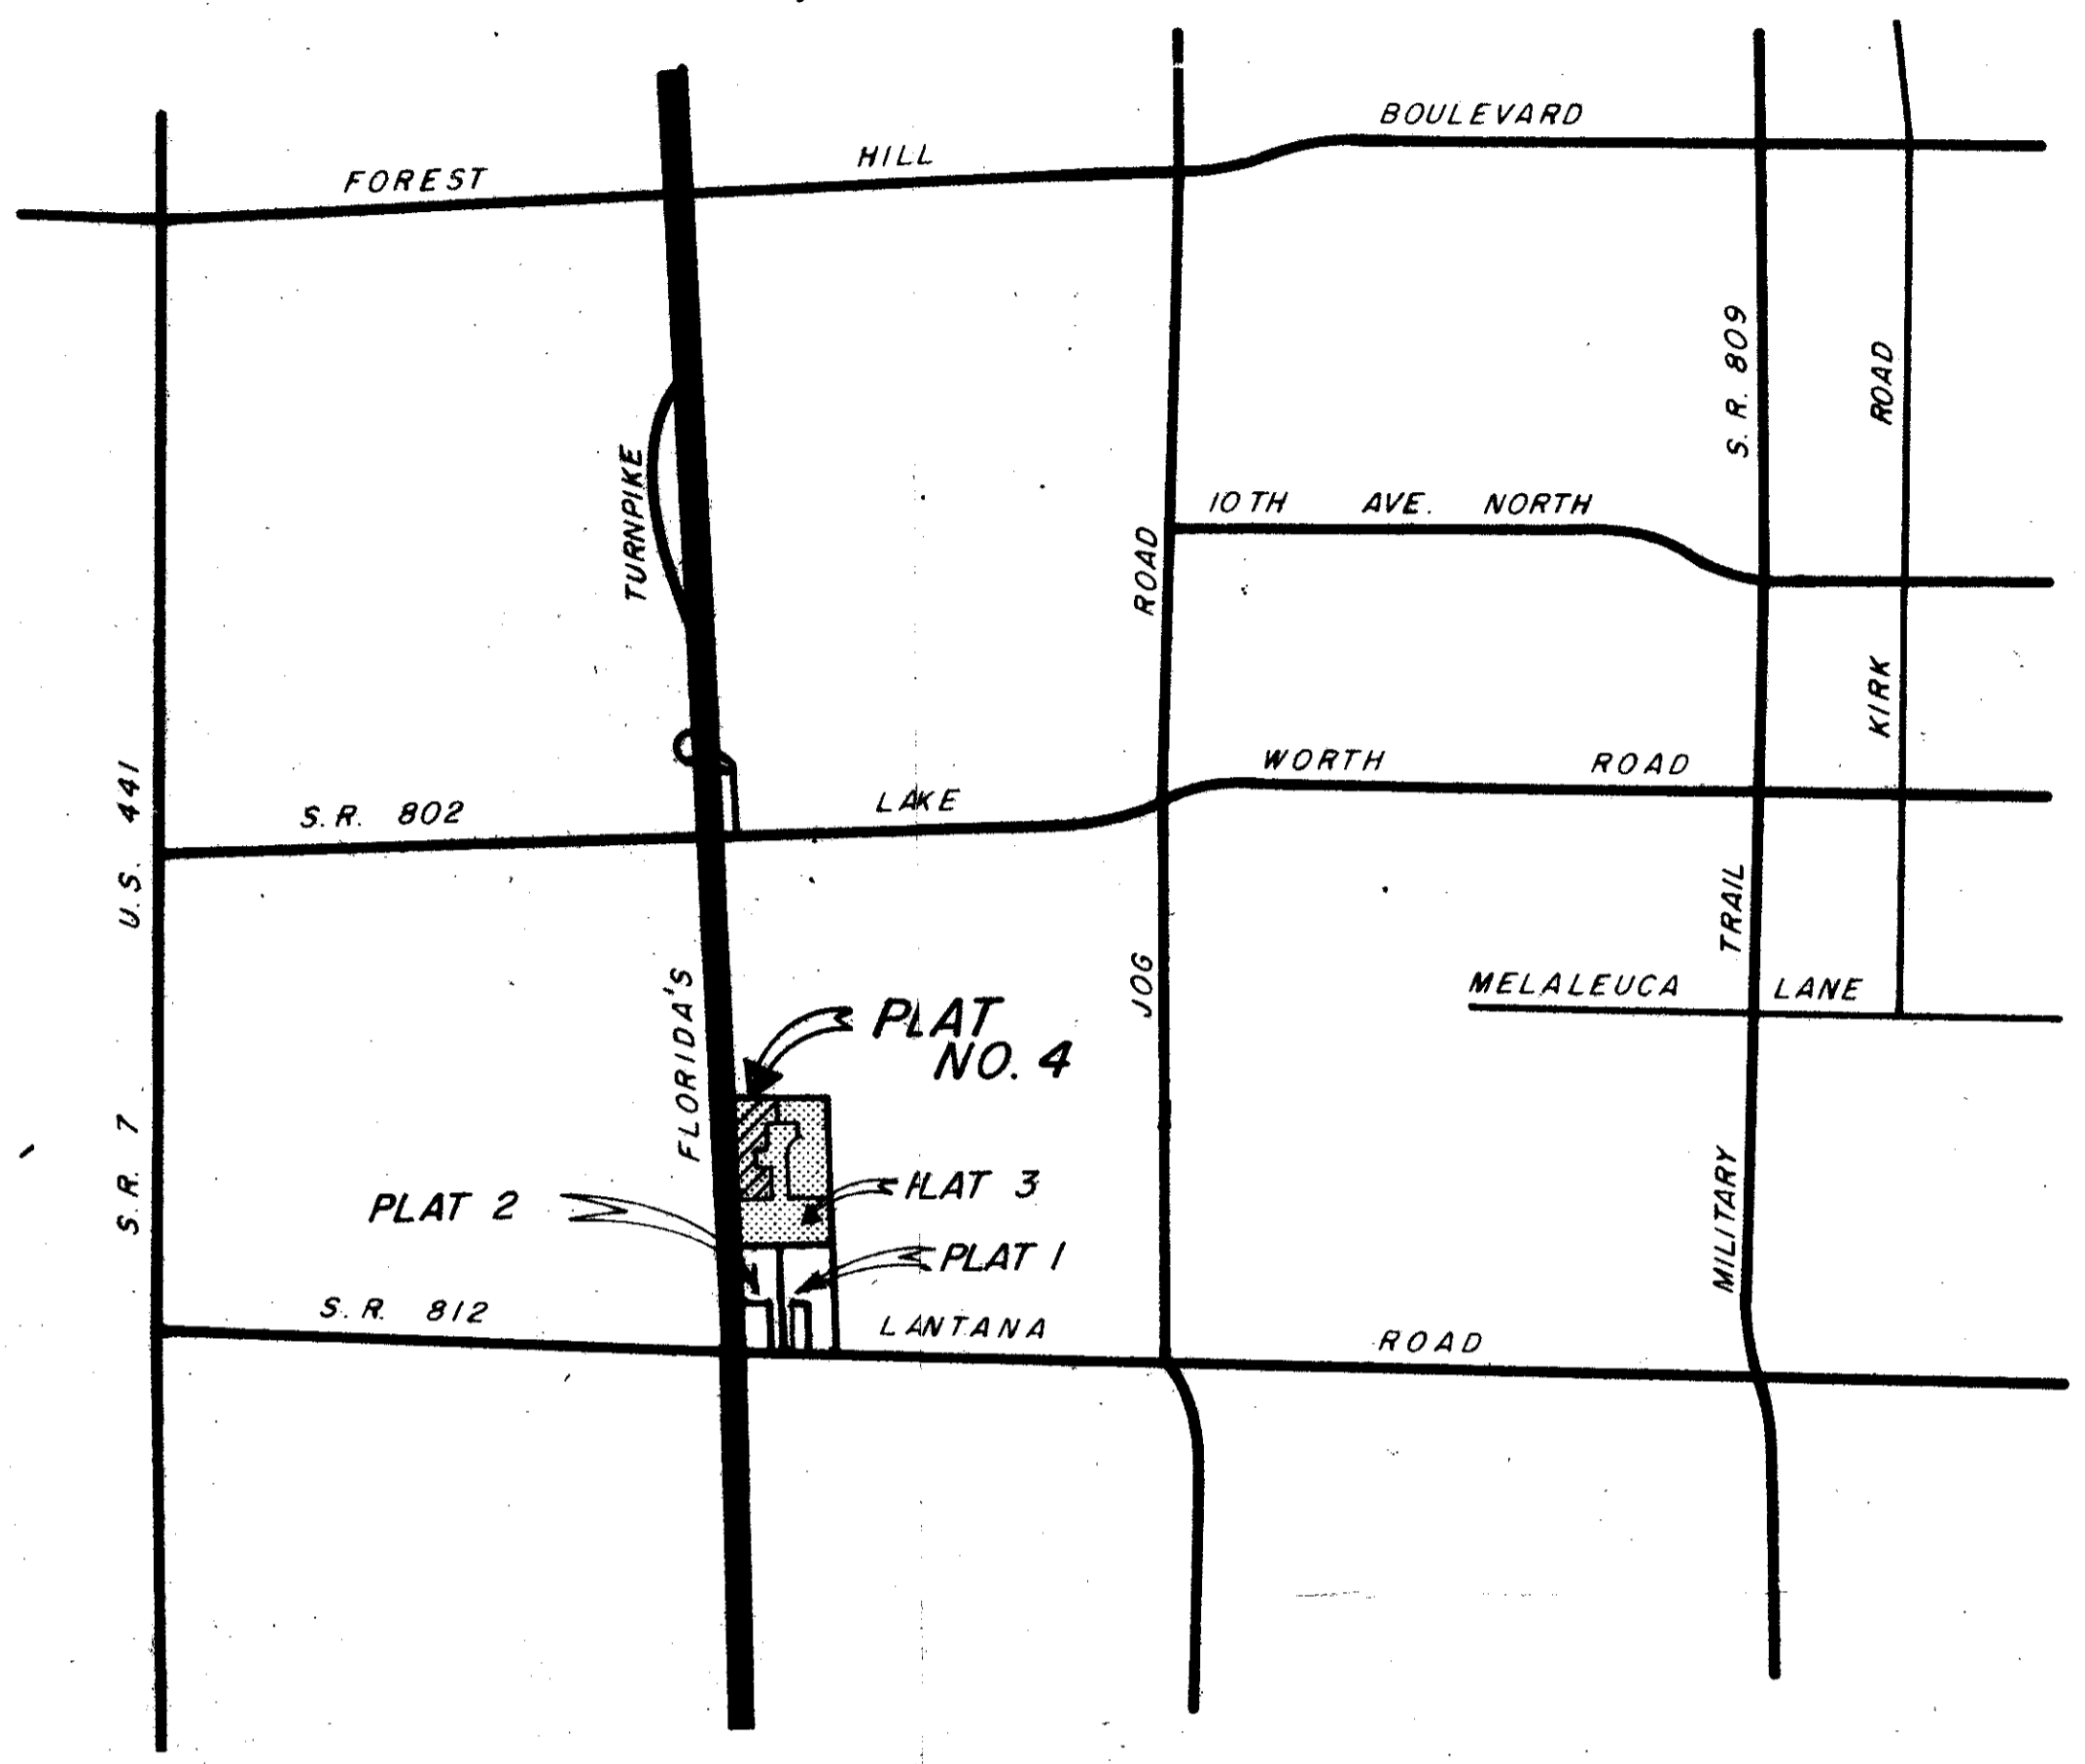 BOULEVARD
FOREST HILL
S. R. 809
ROAD
TURNPIKE
10TH AVE. NORTH
ROAD
KIRK
WORTH ROAD
U.S. 441
S. R. 802
LAKE
TRAIL
JOG
MELALEUCA LANE
FLORIDA'S
PLAT
NO. 4
S. R. 7
PLAT 3
PLAT 2
MILITARY
PLAT 1
S. R. 812
LANTANA
ROAD